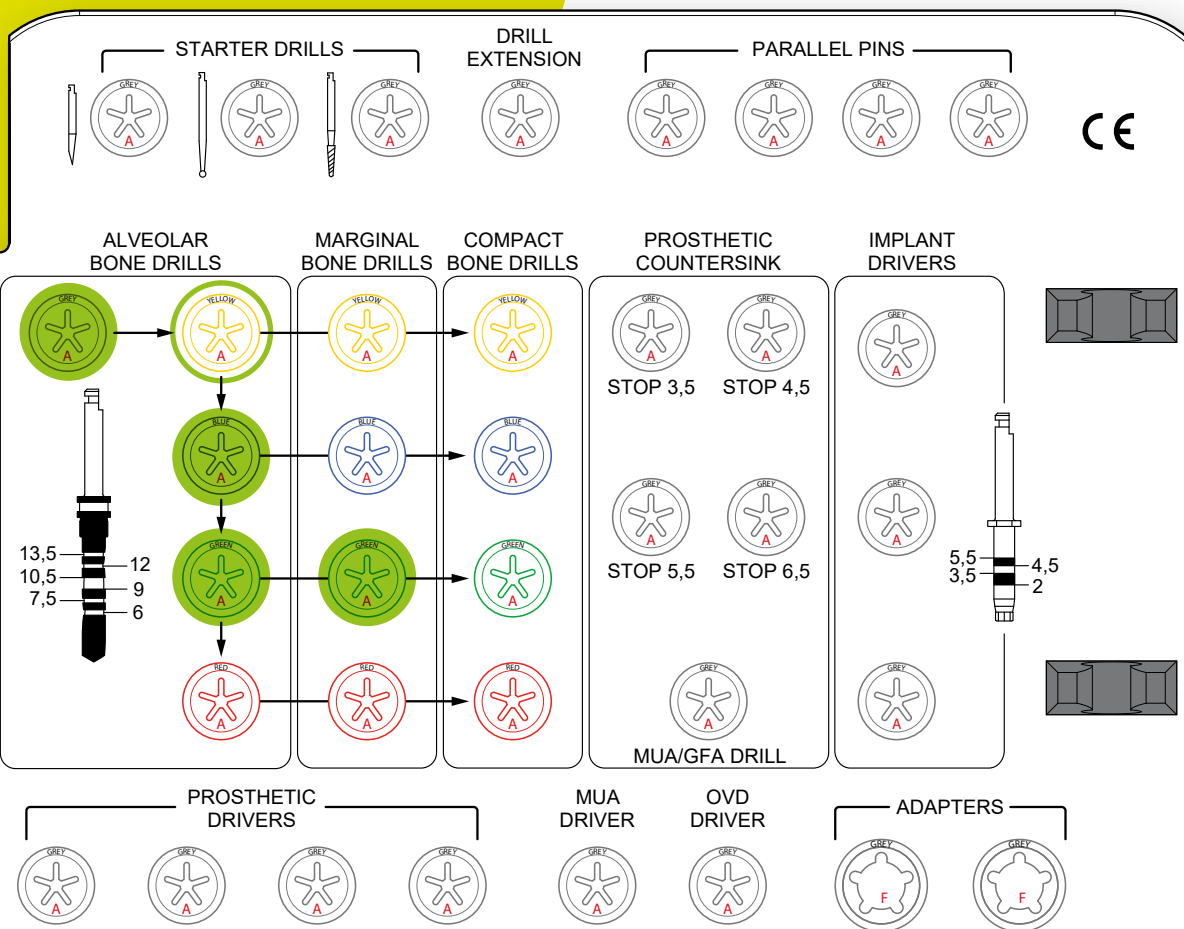 STARTER DRILLS
DRILL
EXTENSION
PARALLEL PINS
GREY GREY GREY GREY GREY GREY GREY GREY
A A A A A A A A
CE
ALVEOLAR
BONE DRILLS
MARGINAL
BONE DRILLS
COMPACT
BONE DRILLS
PROSTHETIC
COUNTERSINK
IMPLANT
DRIVERS
GREY YELLOW YELLOW YELLOW GREY GREY GREY
A A A A A A A
STOP 3,5 STOP 4,5
BLUE BLUE BLUE
A A A
GREY GREY GREY
A A A
STOP 5,5 STOP 6,5
GREEN GREEN GREEN
A A A
13,5
12
10,5
9
7,5
6
5,5
4,5
3,5
2
RED RED RED GREY GREY
A A A A A
MUA/GFA DRILL
PROSTHETIC
DRIVERS
MUA
DRIVER
OVD
DRIVER
ADAPTERS
GREY GREY GREY GREY GREY GREY GREY GREY
A A A A A A F F